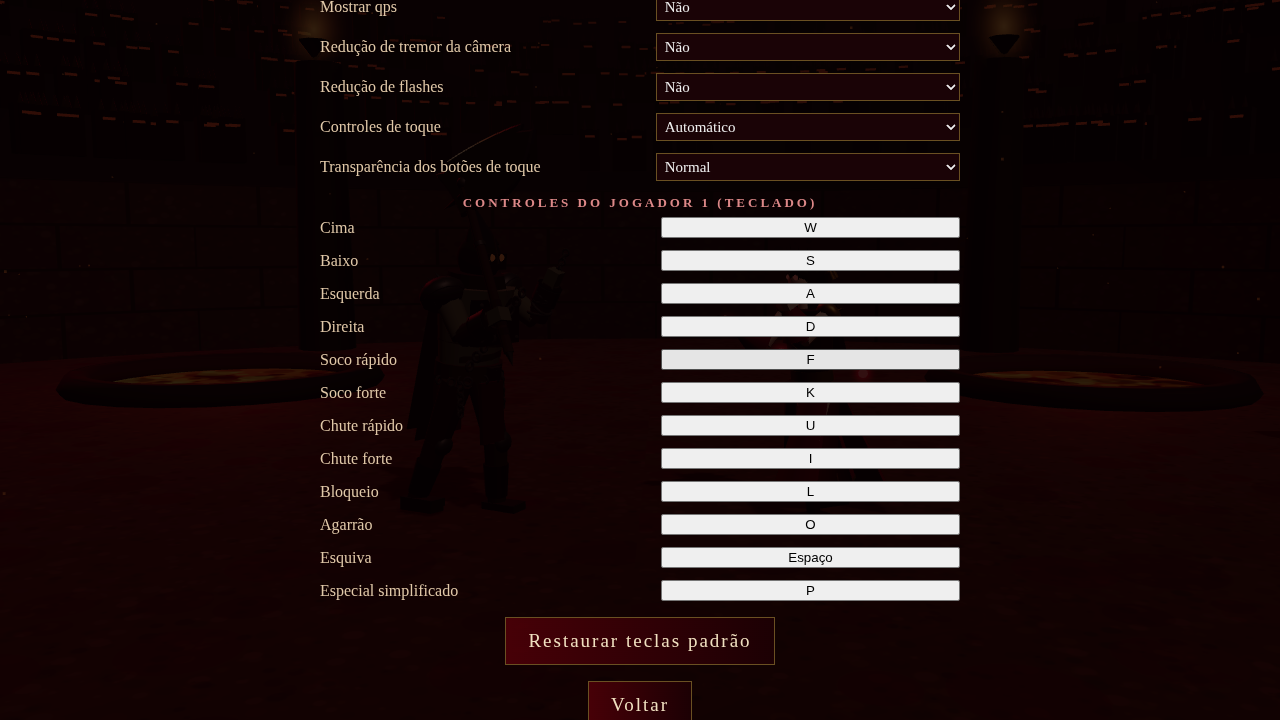 Mostrar qps Não
Redução de tremor da câmera Não
Redução de flashes Não
Controles de toque Automático
Transparência dos botões de toque Normal
CONTROLES DO JOGADOR 1 (TECLADO)
Cima W
Baixo S
Esquerda A
Direita D
Soco rápido F
Soco forte K
Chute rápido U
Chute forte I
Bloqueio L
Agarrão O
Esquiva Espaço
Especial simplificado P
Restaurar teclas padrão
Voltar